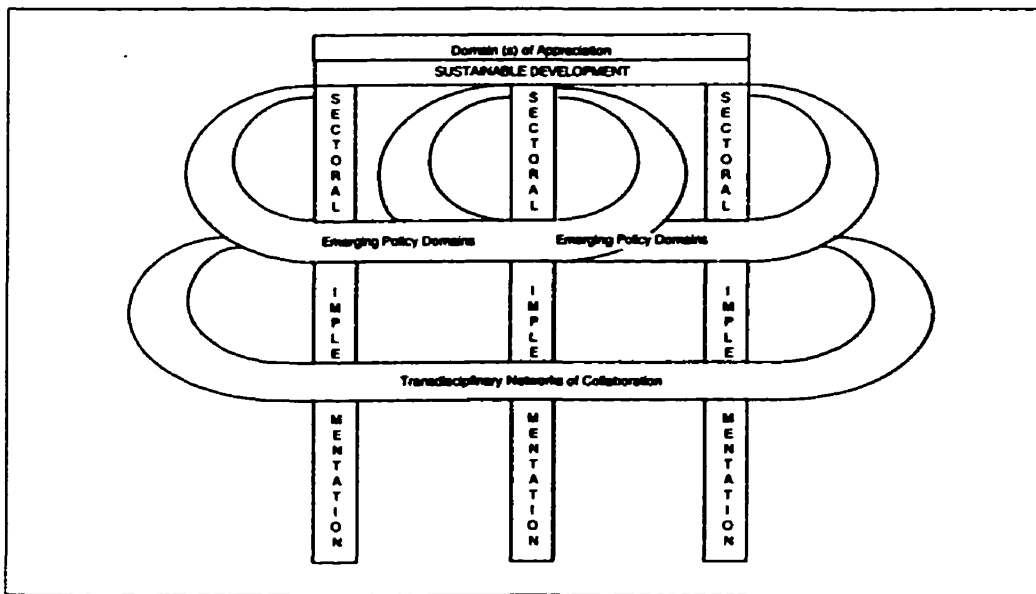 Domain (s) of Appreciation
SUSTAINABLE DEVELOPMENT
SECTORAL
SECTORAL
SECTORAL
Emerging Policy Domains
Emerging Policy Domains
IMPLE
IMPLE
IMPLE
Transdisciplinary Networks of Collaboration
MENTATION
MENTATION
MENTATION